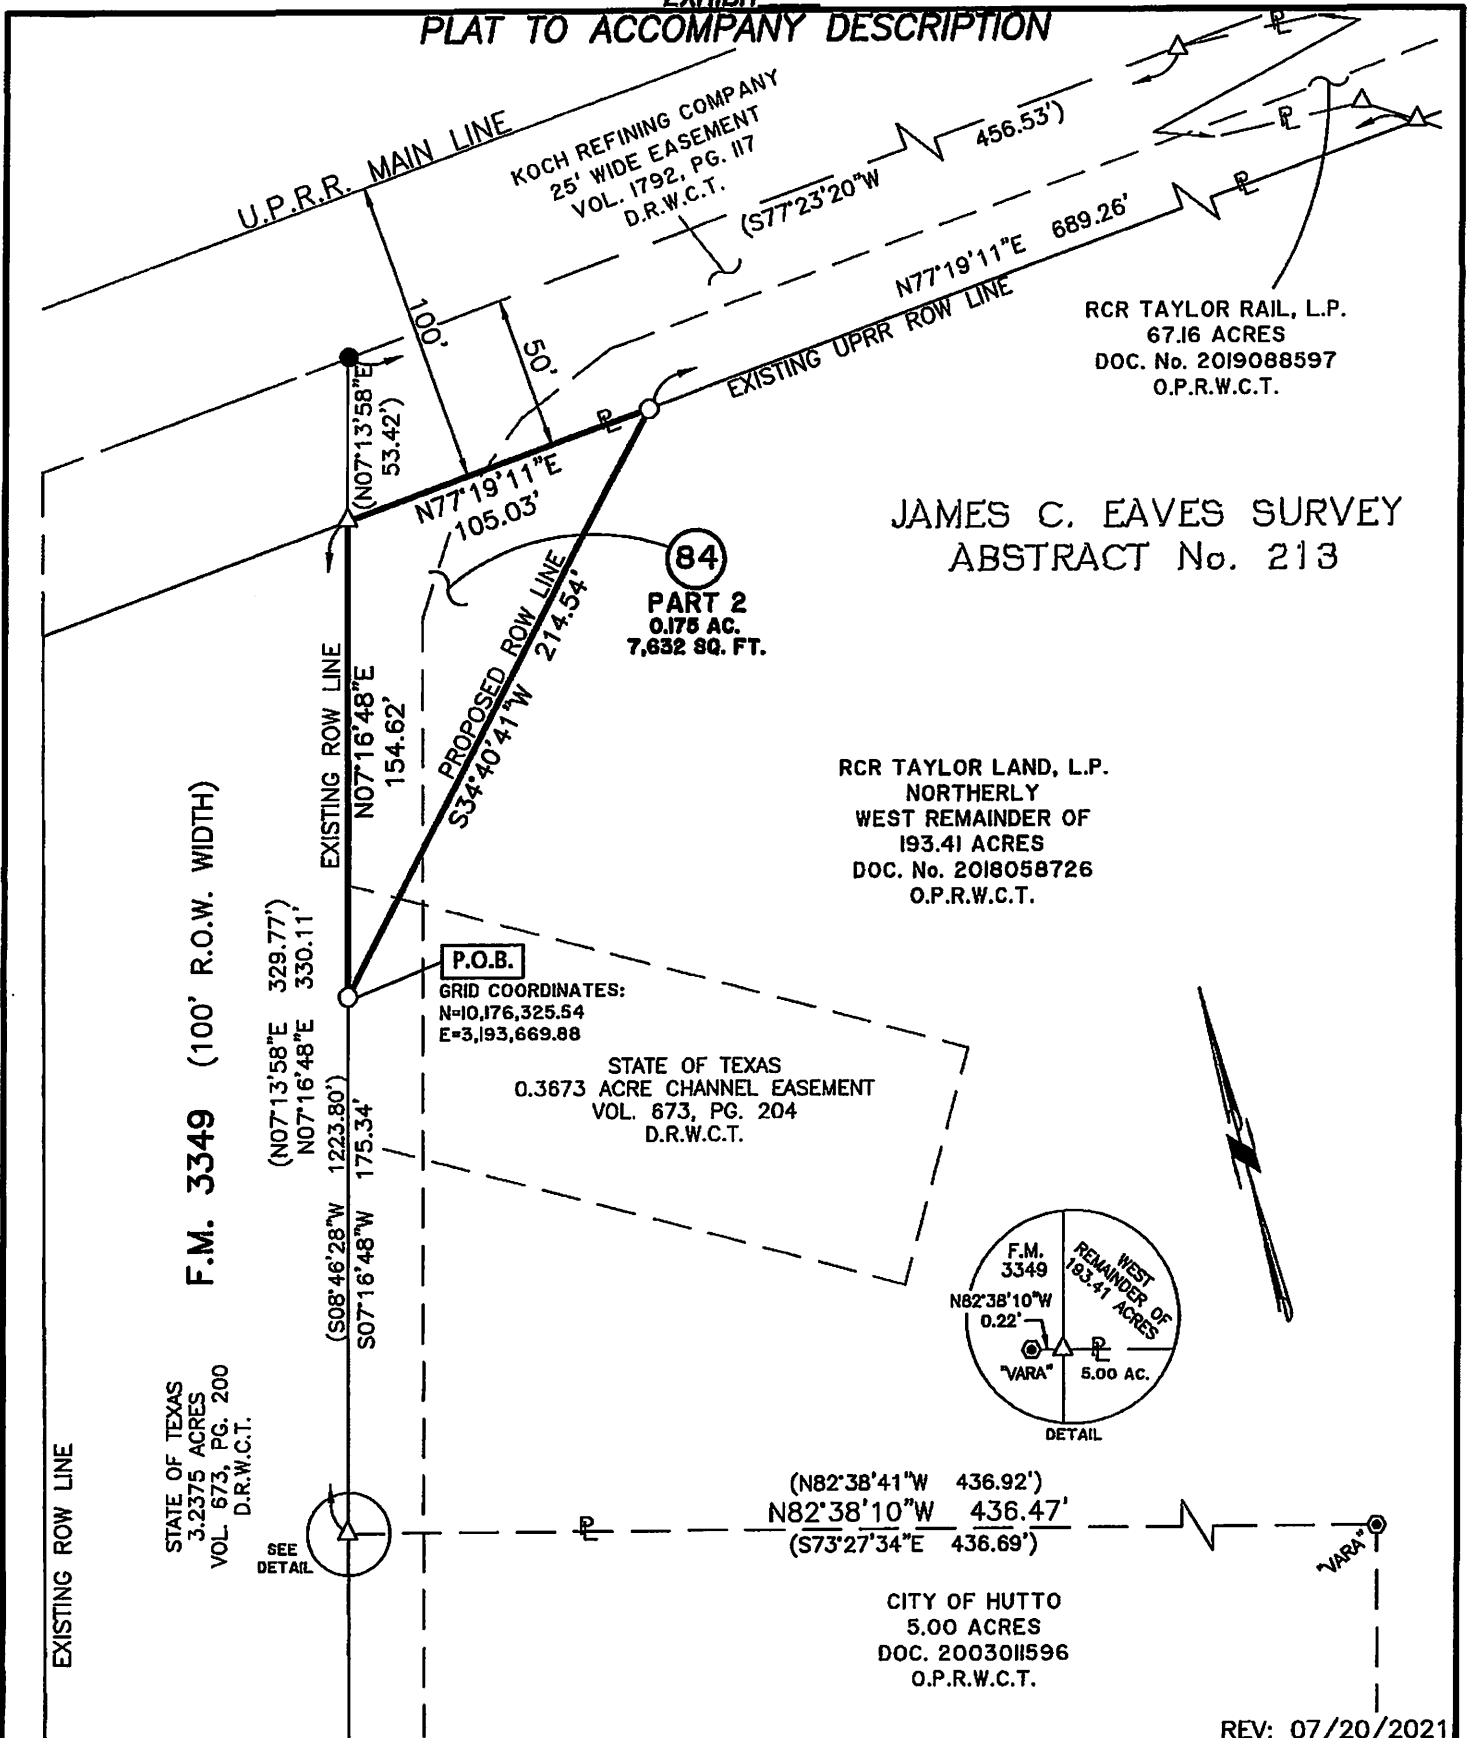 EXHIBIT
PLAT TO ACCOMPANY DESCRIPTION
U.P.R.R. MAIN LINE
KOCH REFINING COMPANY
25' WIDE EASEMENT
VOL. 1792, PG. 117
D.R.W.C.T.
(S77°23'20"W 456.53')
N77°19'11"E 689.26'
EXISTING UPRR ROW LINE
RCR TAYLOR RAIL, L.P.
67.16 ACRES
DOC. No. 2019088597
O.P.R.W.C.T.
100'
50'
(N07°13'58"E
53.42')
N77°19'11"E
105.03'
JAMES C. EAVES SURVEY
ABSTRACT No. 213
84
PART 2
0.175 AC.
7,632 SQ. FT.
EXISTING ROW LINE
N07°16'48"E
154.62'
PROPOSED ROW LINE
S34°40'41"W 214.54'
RCR TAYLOR LAND, L.P.
NORTHERLY
WEST REMAINDER OF
193.41 ACRES
DOC. No. 2018058726
O.P.R.W.C.T.
F.M. 3349 (100' R.O.W. WIDTH)
(N07°13'58"E 329.77')
N07°16'48"E 330.11'
P.O.B.
GRID COORDINATES:
N=10,176,325.54
E=3,193,669.88
STATE OF TEXAS
0.3673 ACRE CHANNEL EASEMENT
VOL. 673, PG. 204
D.R.W.C.T.
(S08°46'28"W 1223.80')
S07°16'48"W 175.34'
F.M.
3349
WEST
REMAINDER OF
193.41 ACRES
N82°38'10"W
0.22'
"VARA"
5.00 AC.
DETAIL
STATE OF TEXAS
3.2375 ACRES
VOL. 673, PG. 200
D.R.W.C.T.
EXISTING ROW LINE
SEE
DETAIL
(N82°38'41"W 436.92')
N82°38'10"W 436.47'
(S73°27'34"E 436.69')
"VARA"
CITY OF HUTTO
5.00 ACRES
DOC. 2003011596
O.P.R.W.C.T.
REV: 07/20/2021